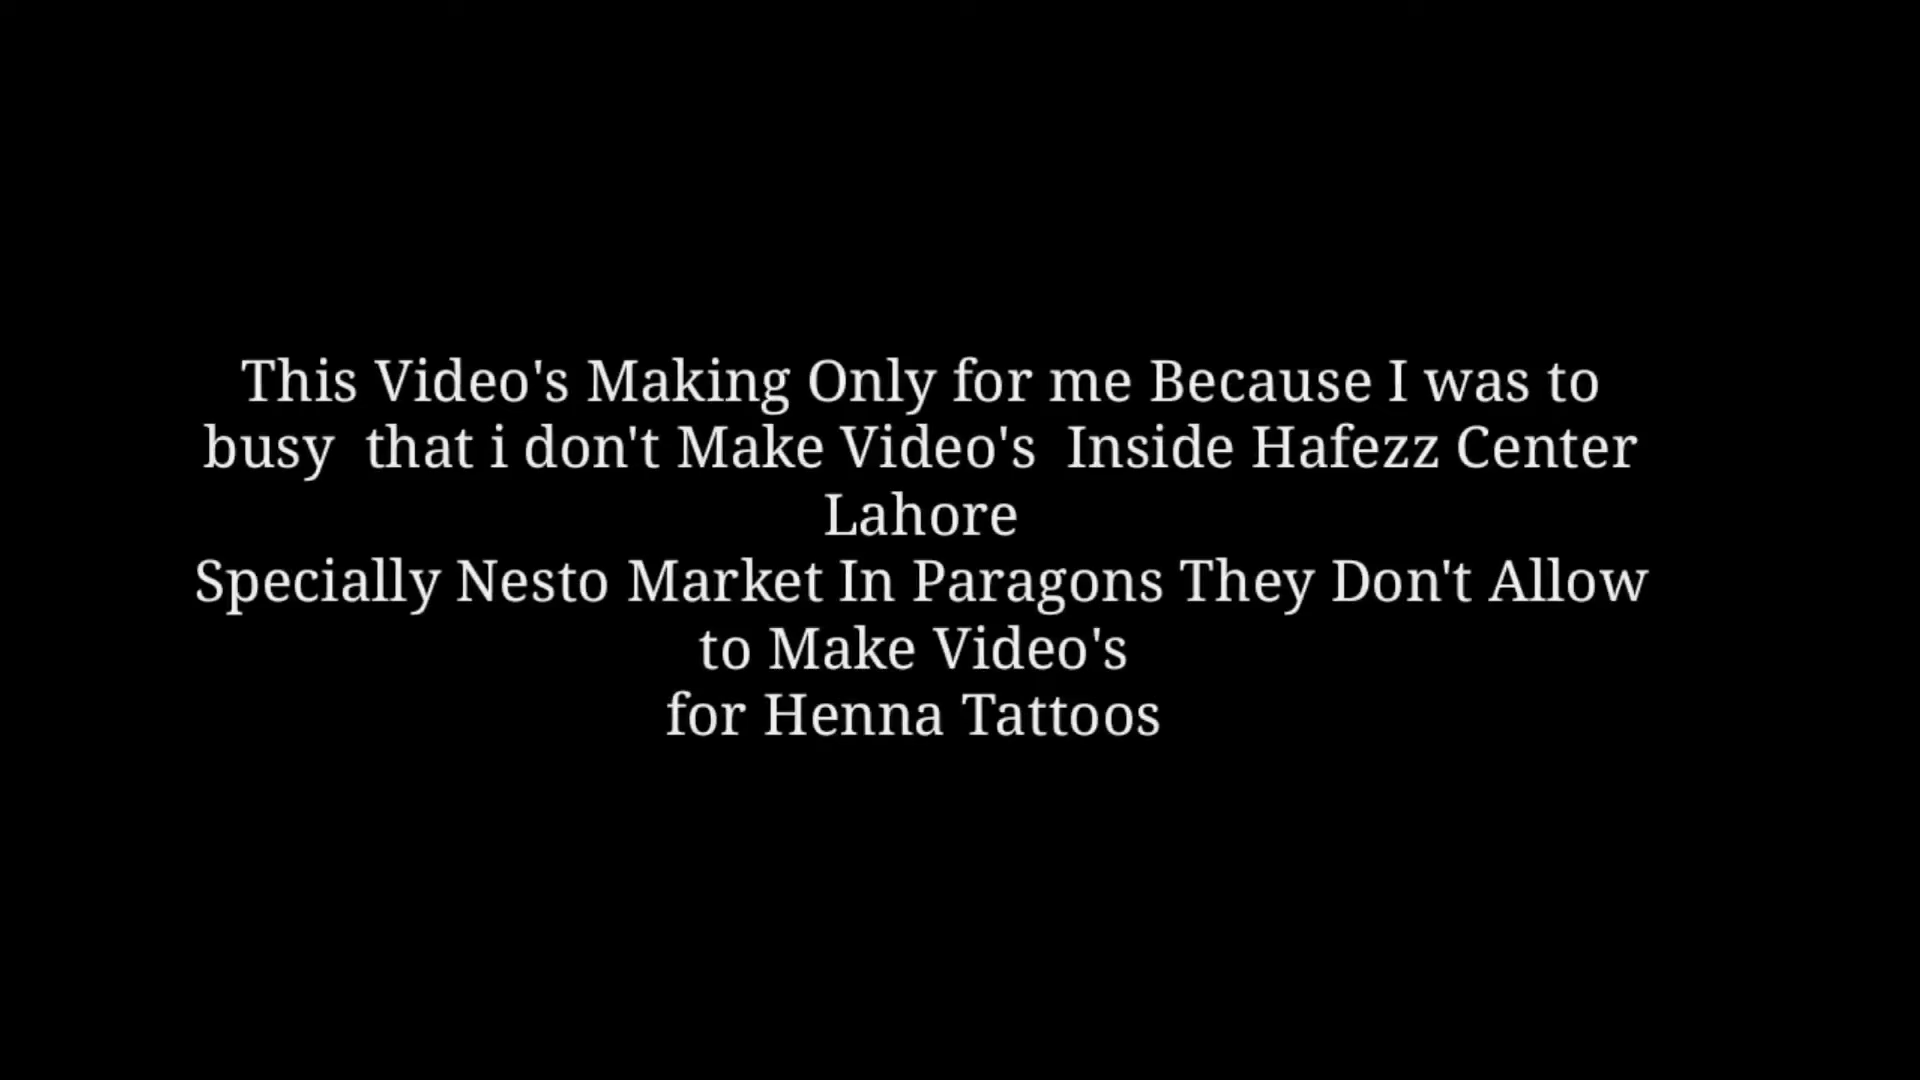 This Video's Making Only for me Because I was to
busy  that i don't Make Video's  Inside Hafezz Center
Lahore
Specially Nesto Market In Paragons They Don't Allow
to Make Video's
for Henna Tattoos